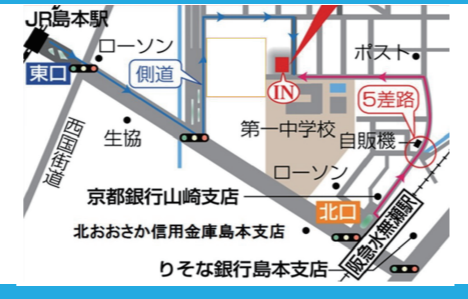 JR島本駅
ローソン
ポスト
東口
側道
IN
5差路
西国街道
生協
第一中学校
自販機
ローソン
京都銀行山崎支店
北口
北おおさか信用金庫島本支店
阪急水無瀬駅
りそな銀行島本支店